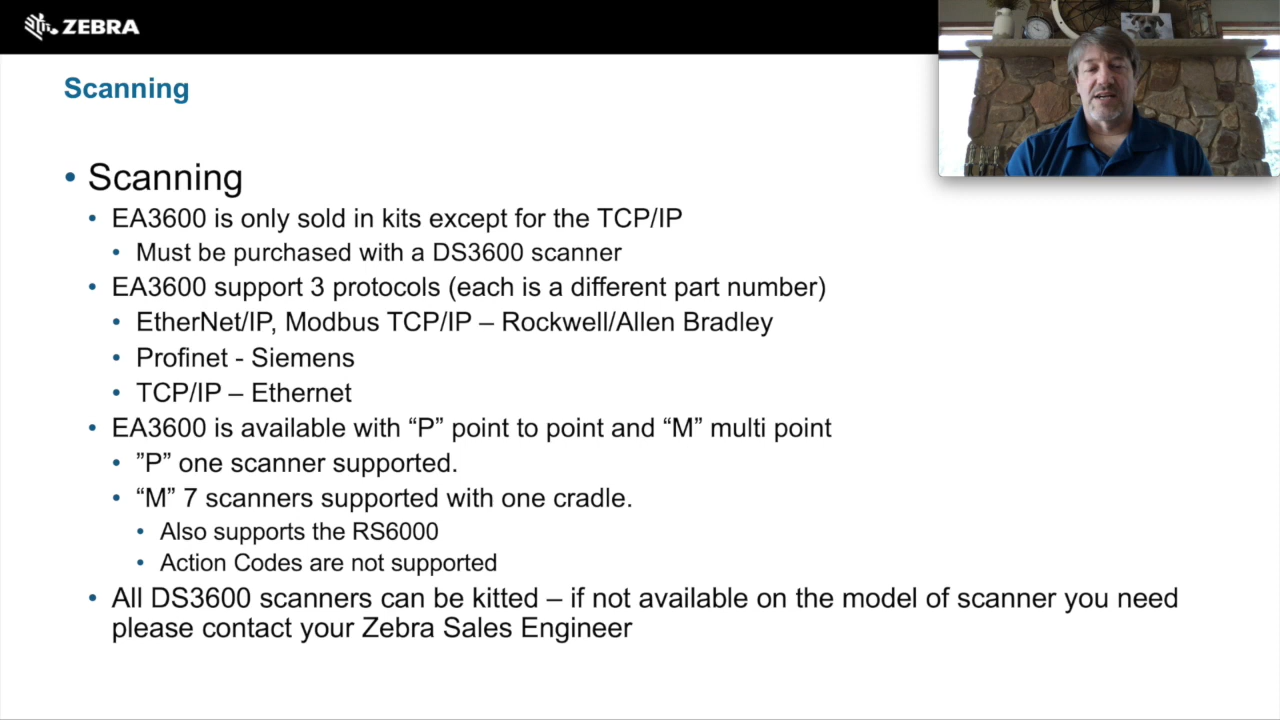 ZEBRA
Scanning
• Scanning
• EA3600 is only sold in kits except for the TCP/IP
• Must be purchased with a DS3600 scanner
• EA3600 support 3 protocols (each is a different part number)
• EtherNet/IP, Modbus TCP/IP – Rockwell/Allen Bradley
• Profinet - Siemens
• TCP/IP – Ethernet
• EA3600 is available with “P” point to point and “M” multi point
• ”P” one scanner supported.
• “M” 7 scanners supported with one cradle.
• Also supports the RS6000
• Action Codes are not supported
• All DS3600 scanners can be kitted – if not available on the model of scanner you need
please contact your Zebra Sales Engineer